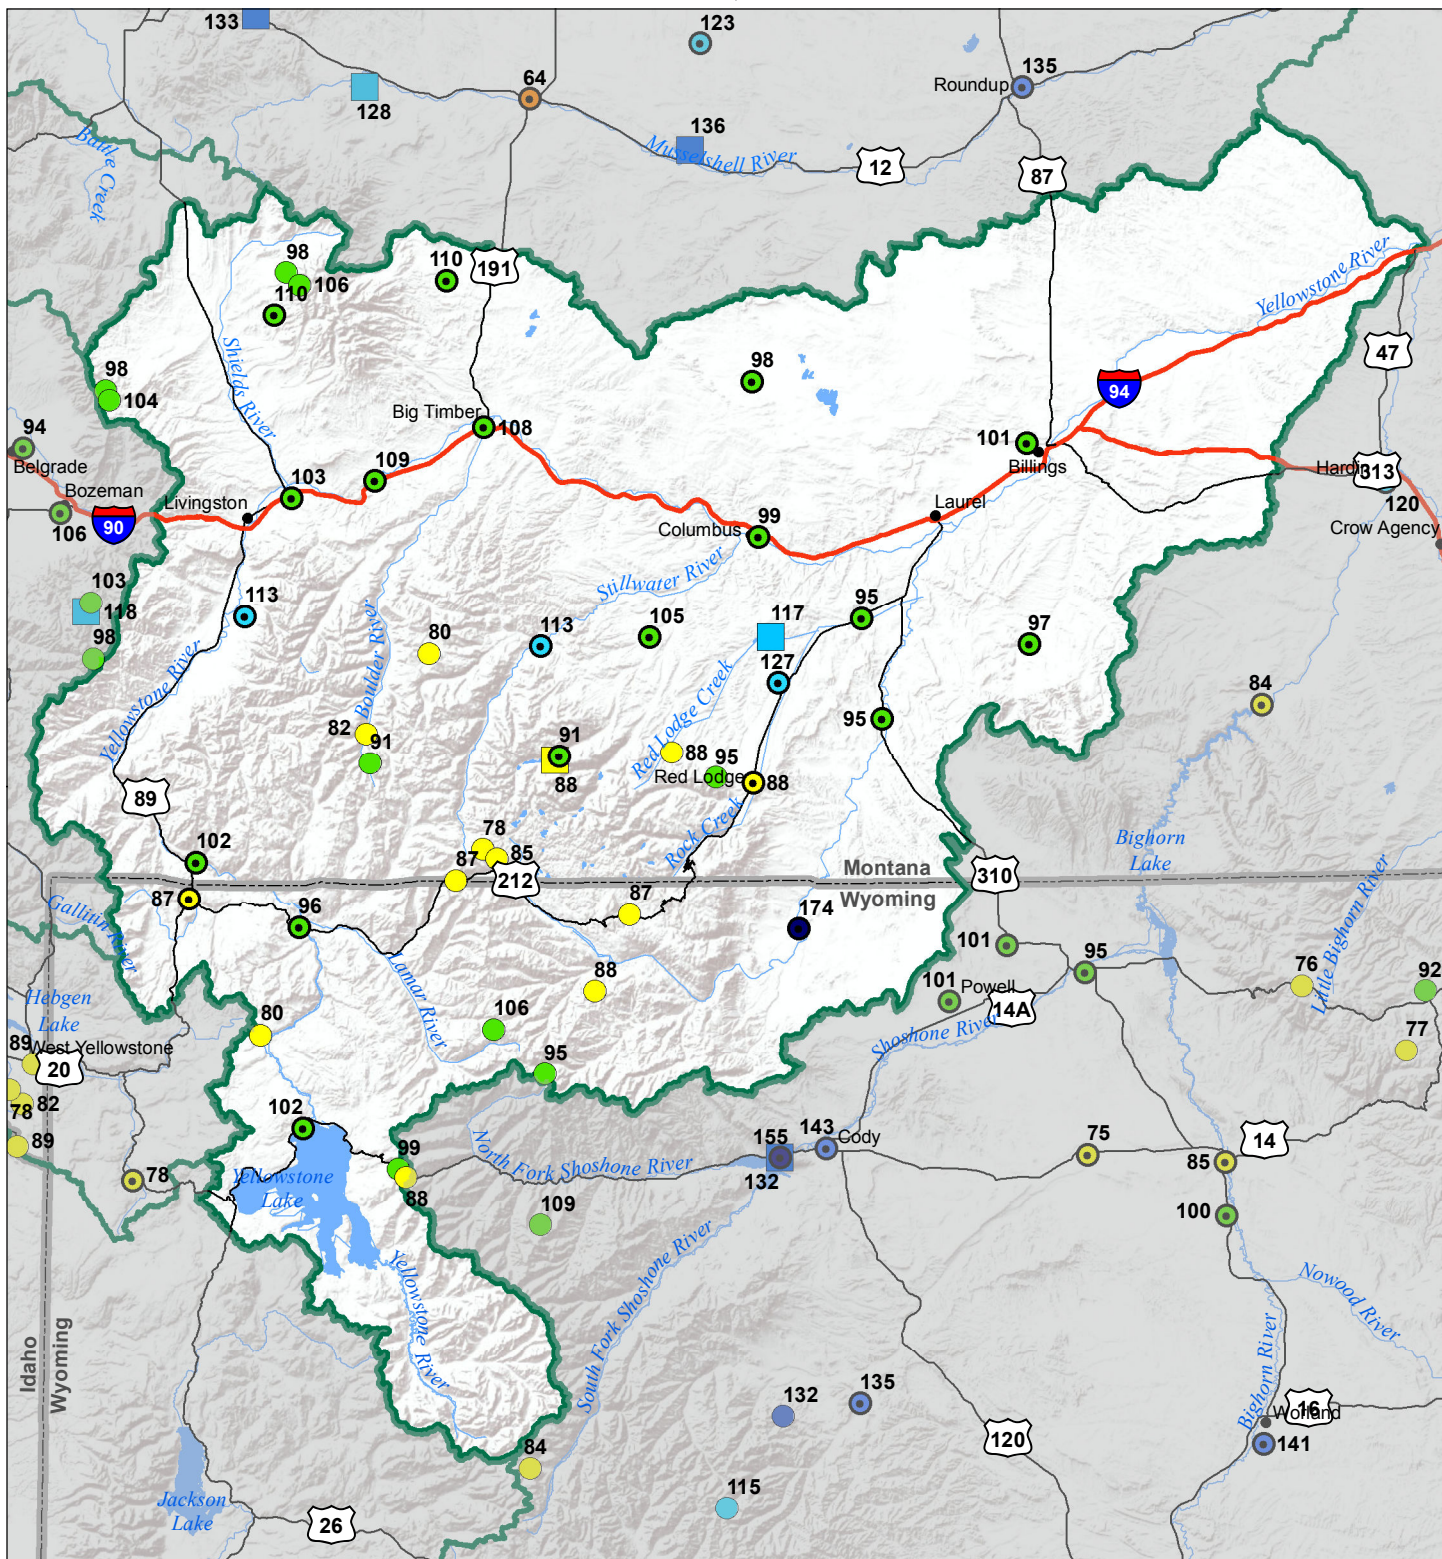 133
123
64
128
Roundup
135
136
Musselshell River
12
87
Battle Creek
98
106
110
110
191
Yellowstone River
47
98
104
Shields River
98
94
Big Timber
108
94
Belgrade
Bozeman
106
90
Livingston
103
109
101
Billings
Laurel
Columbus
99
313
120
Crow Agency
103
118
98
113
Yellowstone River
Boulder River
80
Stillwater River
113
105
117
127
95
97
82
91
91
88
Red Lodge Creek
88
95
Red Lodge
88
95
84
89
Rock Creek
78
87
85
212
102
87
96
87
Montana
Wyoming
310
Bighorn
Lake
Little Bighorn River
174
Gallitin River
Lamar River
88
106
95
80
101
101
Powell
14A
95
Shoshone River
76
92
77
Hebgen
Lake
89
West Yellowstone
20
78
82
89
78
102
Yellowstone
Lake
99
88
North Fork Shoshone River
155
132
143
Cody
75
14
85
100
109
Yellowstone River
South Fork Shoshone River
Nowood River
Bighorn River
Idaho
Wyoming
132
135
120
16
Worland
141
84
115
Jackson
Lake
26